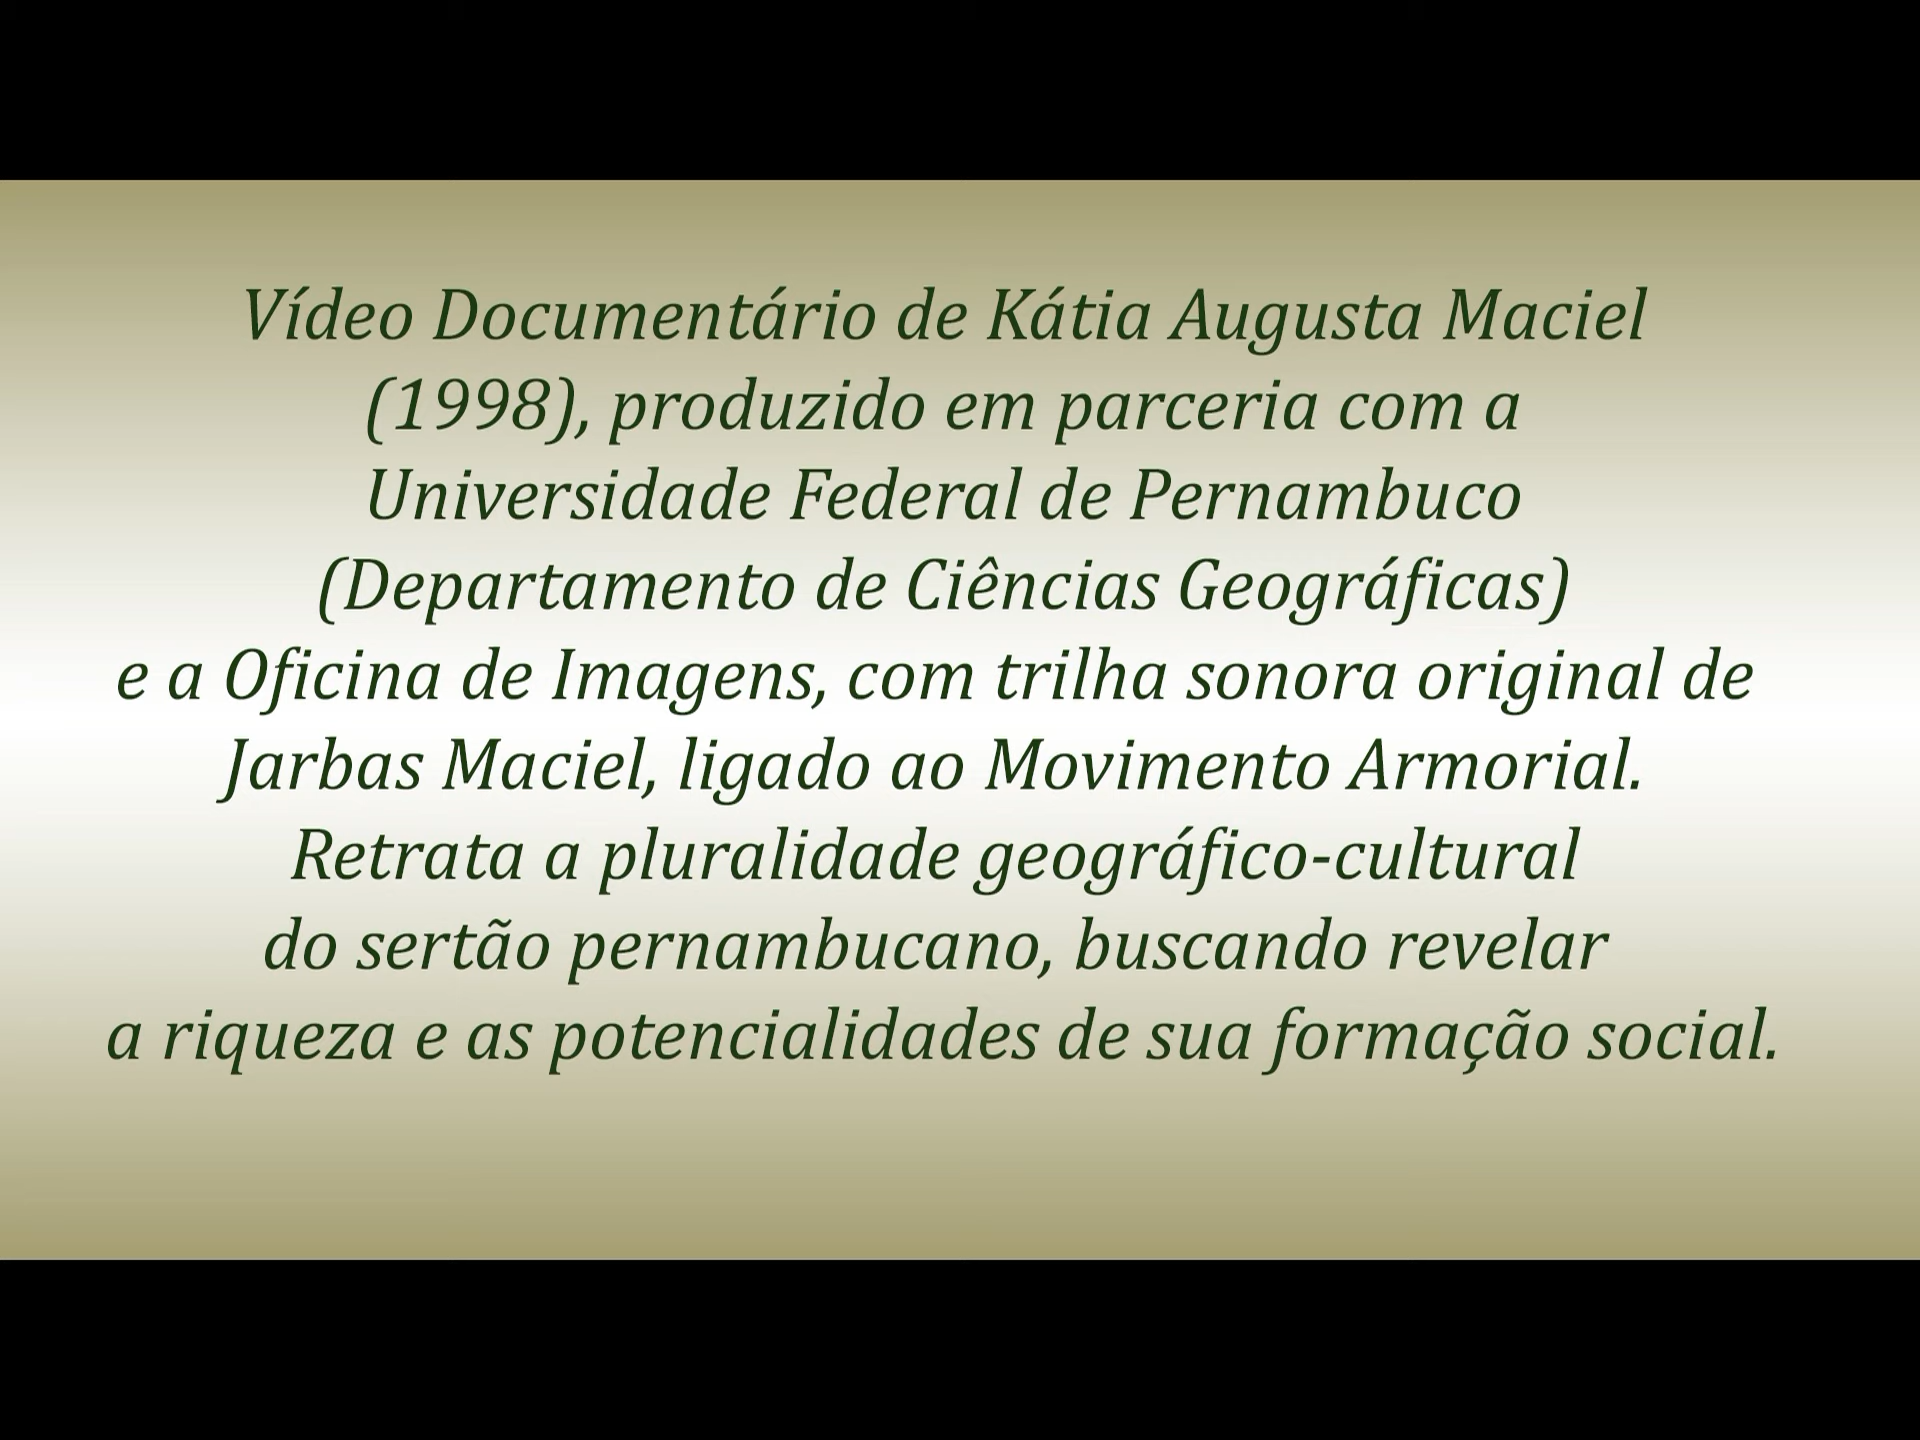 Vídeo Documentário de Kátia Augusta Maciel
(1998), produzido em parceria com a
Universidade Federal de Pernambuco
(Departamento de Ciências Geográficas)
e a Oficina de Imagens, com trilha sonora original de
Jarbas Maciel, ligado ao Movimento Armorial.
Retrata a pluralidade geográfico-cultural
do sertão pernambucano, buscando revelar
a riqueza e as potencialidades de sua formação social.